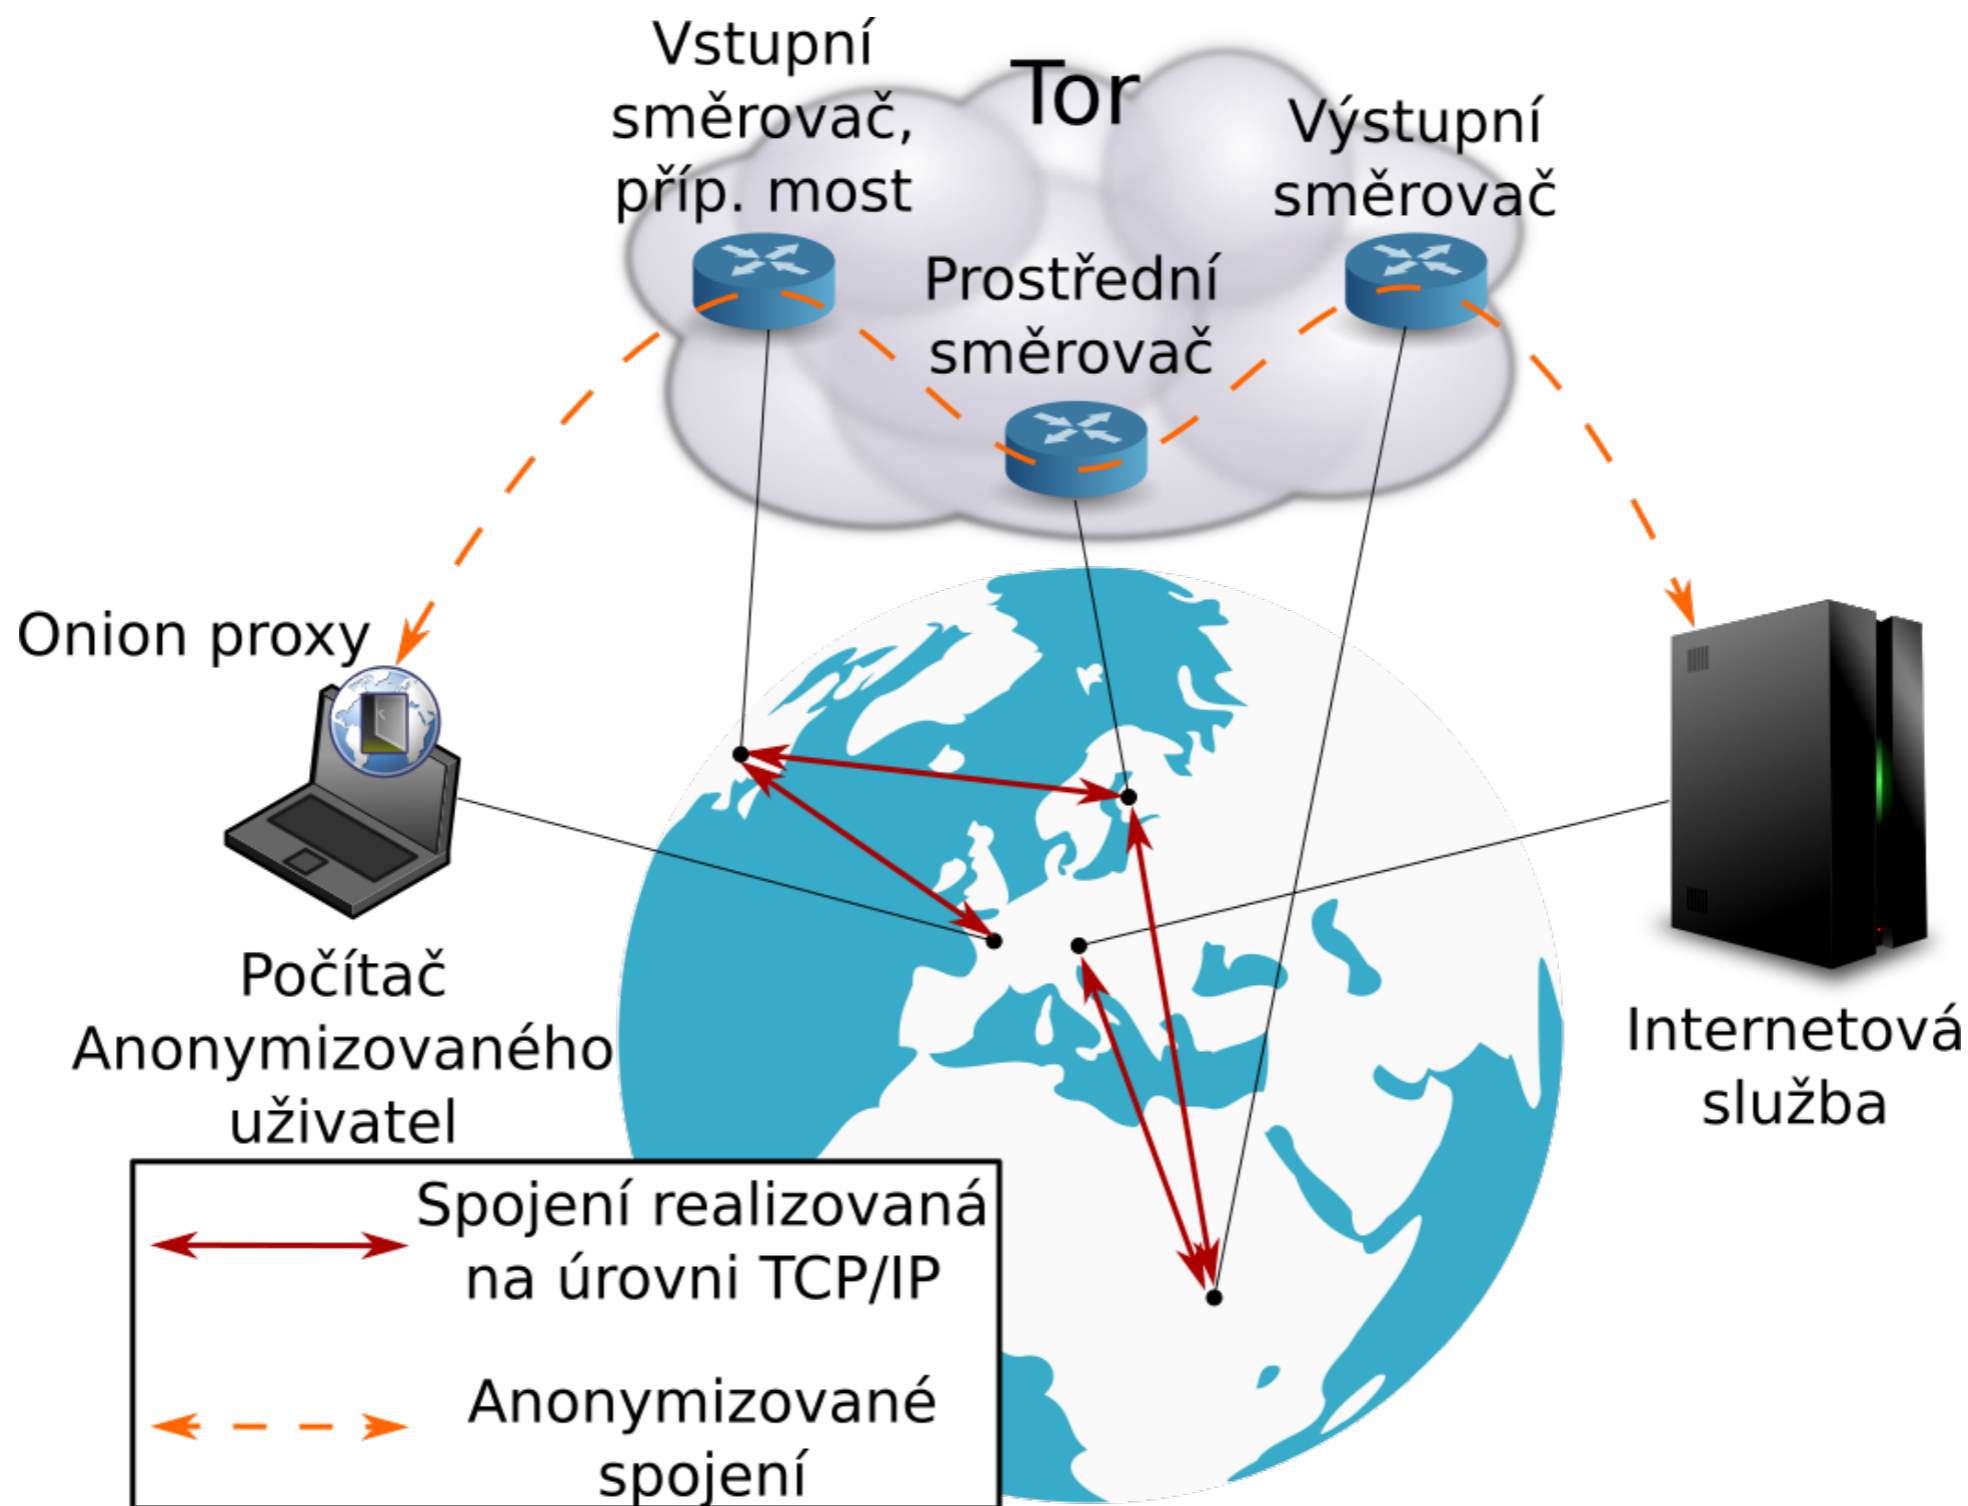 Vstupní
směrovač,
příp. most
Tor
Výstupní
směrovač
Prostřední
směrovač
Onion proxy
Počítač
Anonymizovaného
uživatel
Internetová
služba
Spojení realizovaná
na úrovni TCP/IP
Anonymizované
spojení